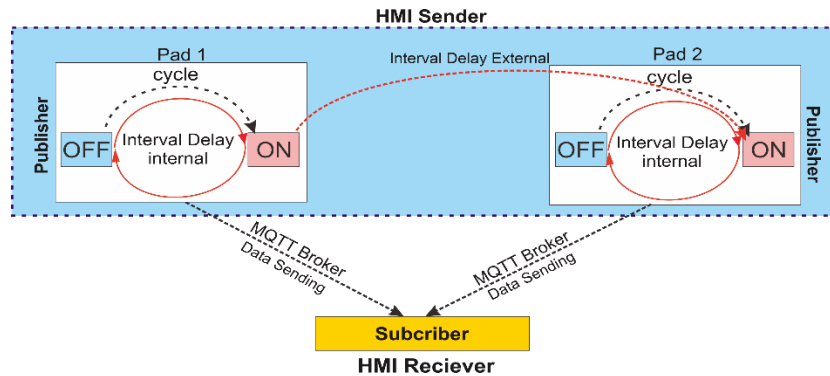 HMI Sender
Pad 1
cycle
Publisher
OFF
Interval Delay
internal
ON
Interval Delay External
Pad 2
cycle
OFF
Interval Delay
internal
ON
Publisher
MQTT Broker
Data Sending
MQTT Broker
Data Sending
Subcriber
HMI Reciever